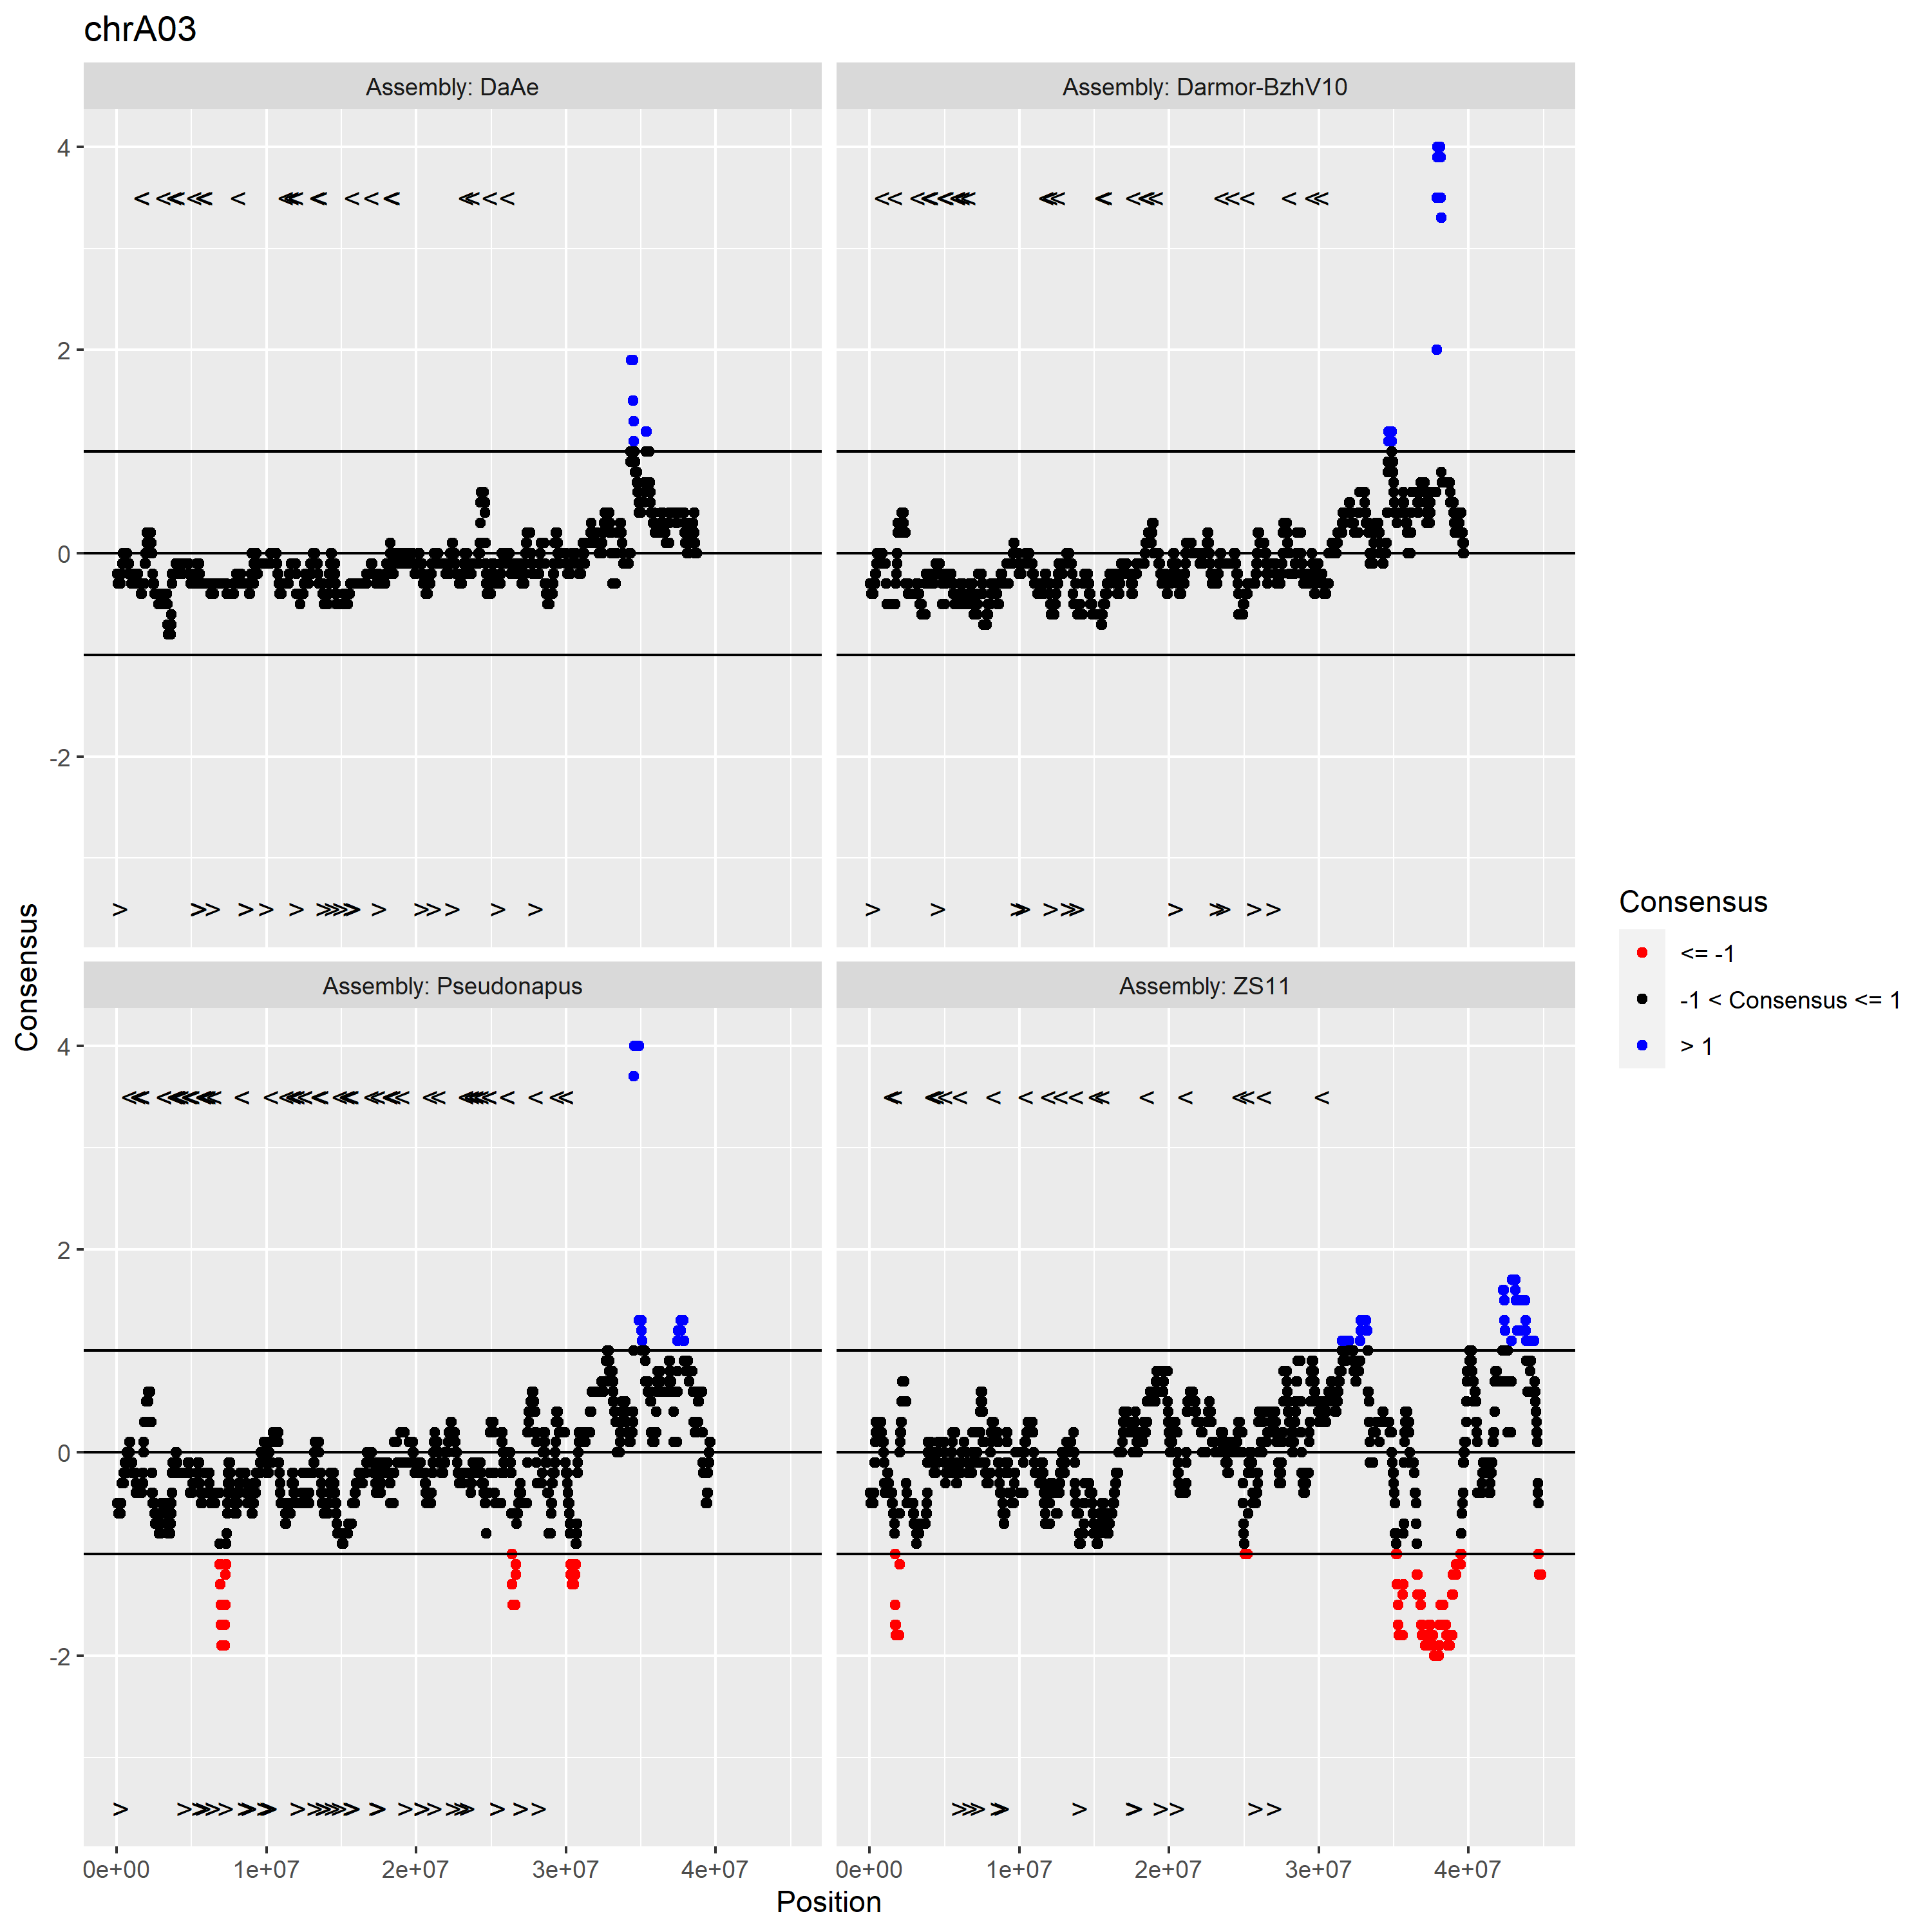 chrA03
Assembly: DaAe
Assembly: Darmor-BzhV10
4
2
0
-2
Assembly: Pseudonapus
Assembly: ZS11
4
2
0
-2
0e+00 1e+07 2e+07 3e+07 4e+07
0e+00 1e+07 2e+07 3e+07 4e+07
Position
Consensus
Consensus
<= -1
-1 < Consensus <= 1
> 1